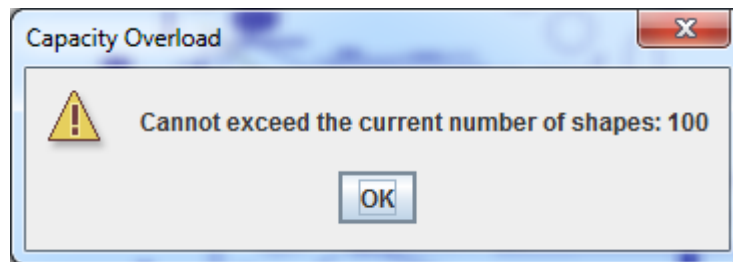 Capacity Overload
Cannot exceed the current number of shapes: 100
OK